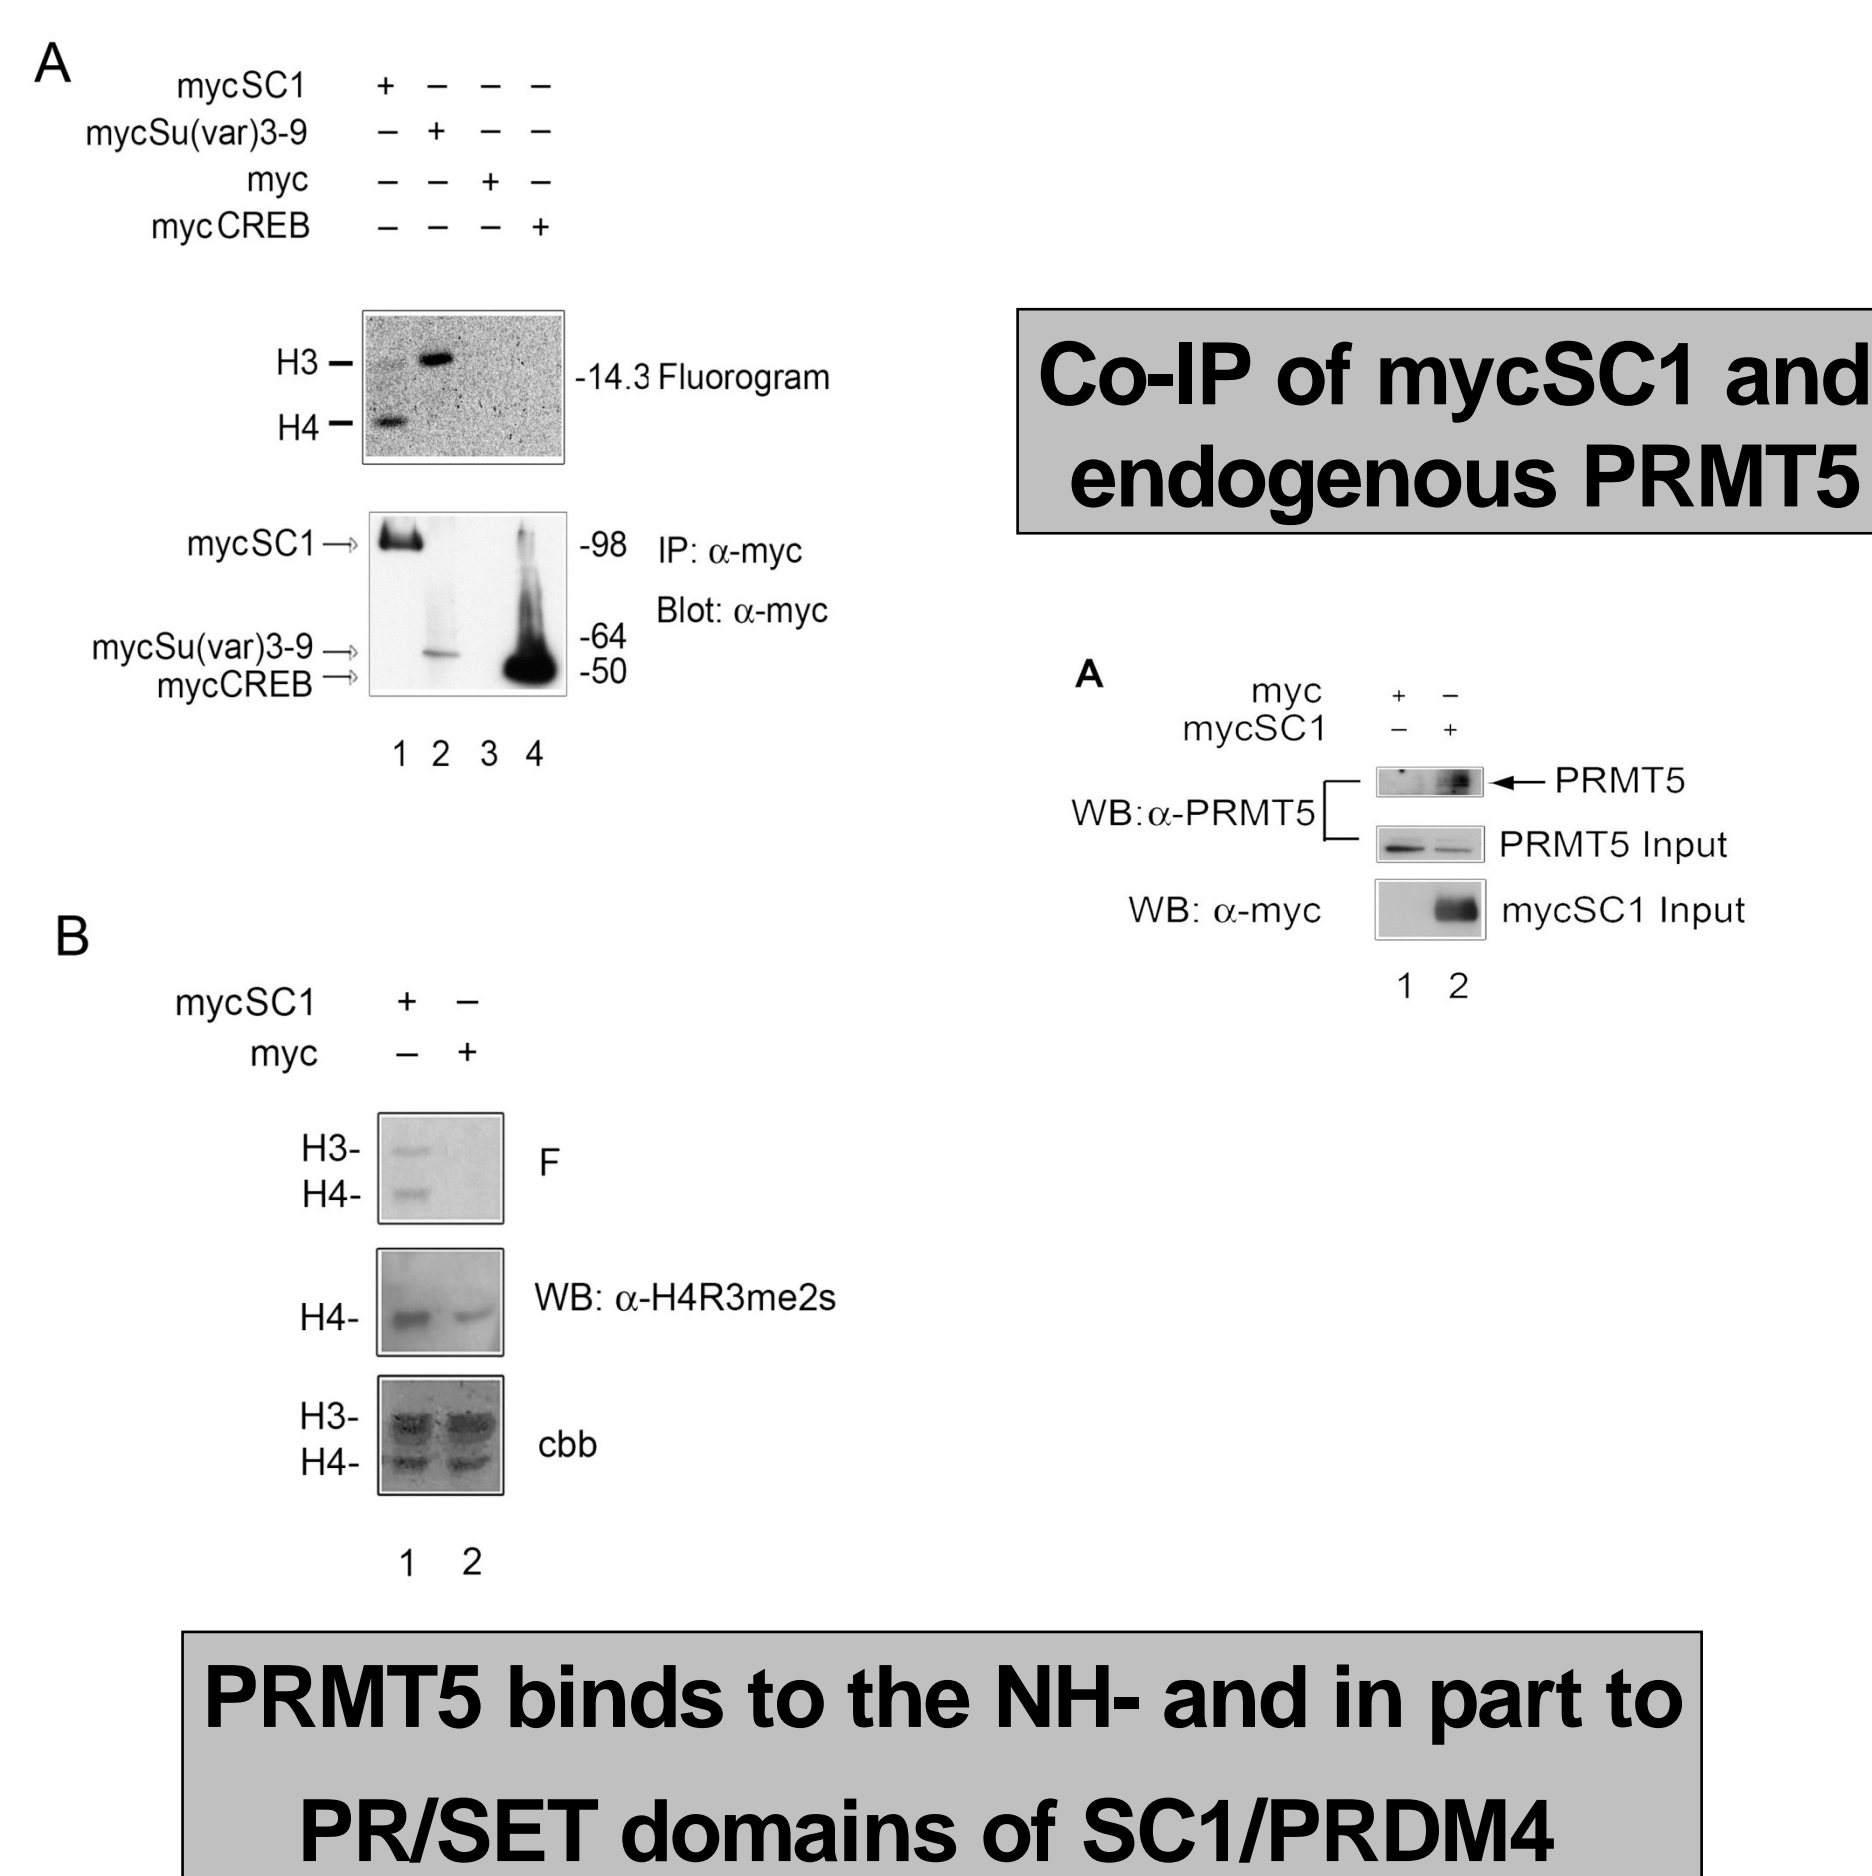 A
mycSC1 + – – –
mycSu(var)3-9 – + – –
myc – – + –
mycCREB – – – +
H3 –
H4 –
-14.3 Fluorogram
mycSC1
mycSu(var)3-9
mycCREB
-98
-64
-50
IP: α-myc
Blot: α-myc
1 2 3 4
Co-IP of mycSC1 and
endogenous PRMT5
A
myc + –
mycSC1 – +
PRMT5
WB: α-PRMT5
PRMT5 Input
WB: α-myc
mycSC1 Input
1 2
B
mycSC1 + –
myc – +
H3-
H4-
F
H4-
WB: α-H4R3me2s
H3-
H4-
cbb
1 2
PRMT5 binds to the NH- and in part to
PR/SET domains of SC1/PRDM4